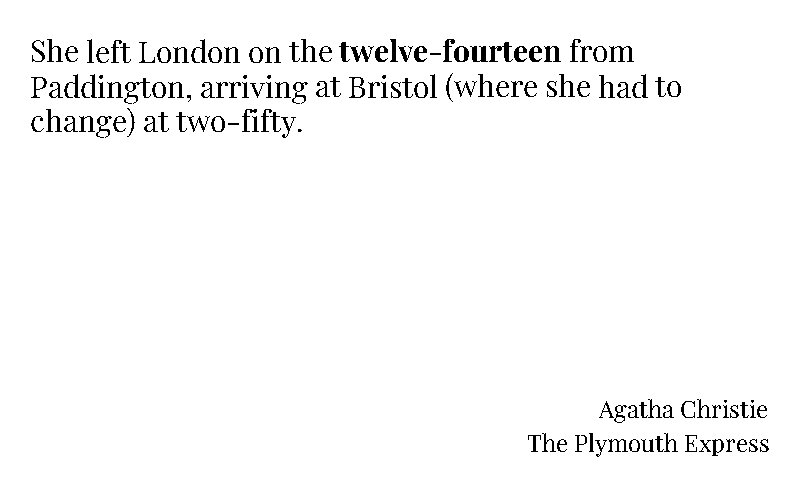 She left London on the twelve-fourteen from
Paddington, arriving at Bristol (where she had to
change) at two-fifty.
Agatha Christie
The Plymouth Express